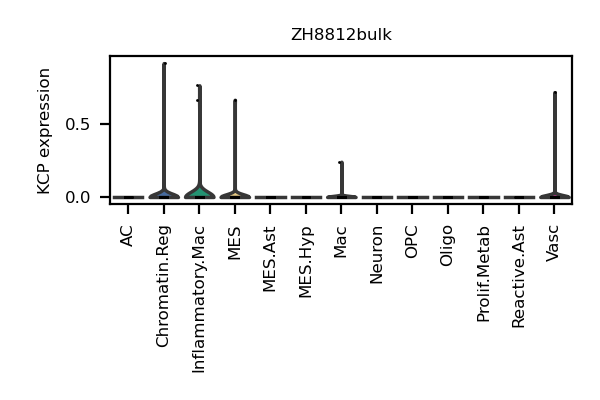 ZH8812bulk
KCP expression
0.5
0.0
AC
Chromatin.Reg
Inflammatory.Mac
MES
MES.Ast
MES.Hyp
Mac
Neuron
OPC
Oligo
Prolif.Metab
Reactive.Ast
Vasc